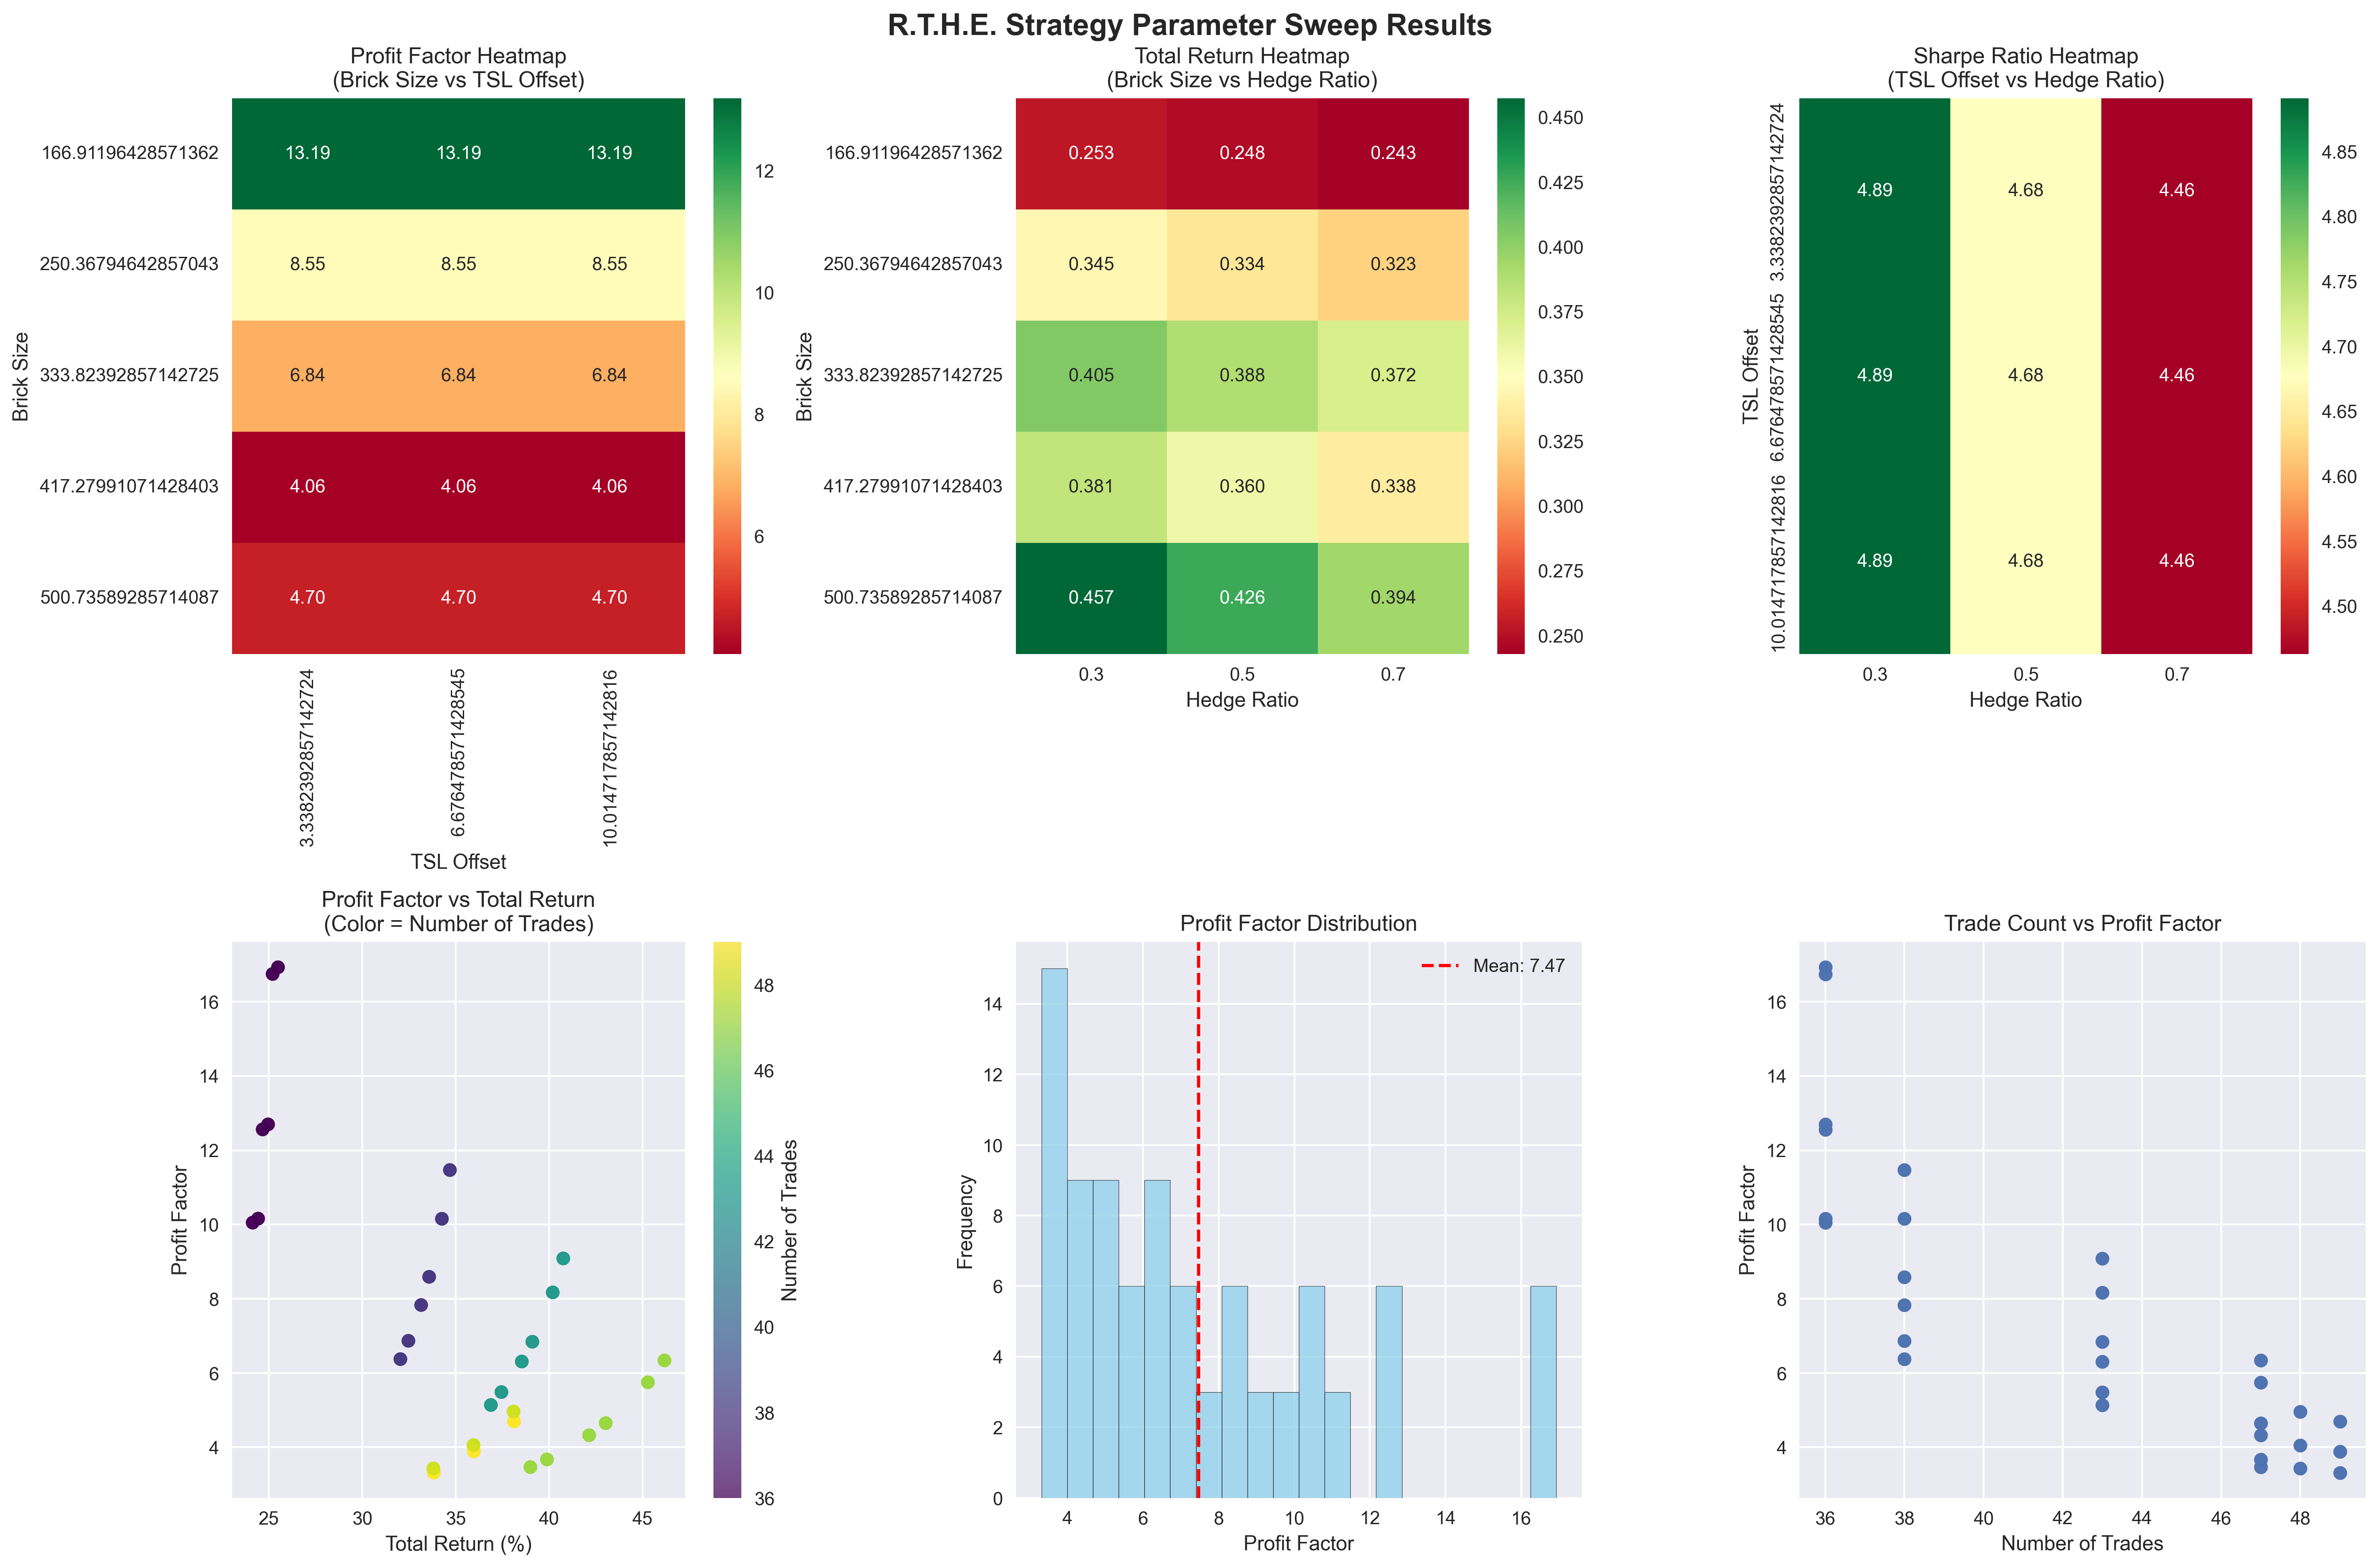 R.T.H.E. Strategy Parameter Sweep Results
Profit Factor Heatmap
(Brick Size vs TSL Offset)
Brick Size
166.91196428571362
250.36794642857043
333.82392857142725
417.27991071428403
500.73589285714087
13.19 13.19 13.19
8.55 8.55 8.55
6.84 6.84 6.84
4.06 4.06 4.06
4.70 4.70 4.70
12
10
8
6
3.3382392857142724
6.676478571428545
10.014717857142816
TSL Offset
Total Return Heatmap
(Brick Size vs Hedge Ratio)
Brick Size
166.91196428571362
250.36794642857043
333.82392857142725
417.27991071428403
500.73589285714087
0.253 0.248 0.243
0.345 0.334 0.323
0.405 0.388 0.372
0.381 0.360 0.338
0.457 0.426 0.394
0.450
0.425
0.400
0.375
0.350
0.325
0.300
0.275
0.250
0.3 0.5 0.7
Hedge Ratio
Sharpe Ratio Heatmap
(TSL Offset vs Hedge Ratio)
TSL Offset
3.3382392857142724
6.676478571428545
10.014717857142816
4.89 4.68 4.46
4.89 4.68 4.46
4.89 4.68 4.46
4.85
4.80
4.75
4.70
4.65
4.60
4.55
4.50
0.3 0.5 0.7
Hedge Ratio
Profit Factor vs Total Return
(Color = Number of Trades)
Profit Factor
16
14
12
10
8
6
4
25 30 35 40 45
Total Return (%)
48
46
44
42
40
38
36
Number of Trades
Profit Factor Distribution
Mean: 7.47
Frequency
14
12
10
8
6
4
2
0
4 6 8 10 12 14 16
Profit Factor
Trade Count vs Profit Factor
Profit Factor
16
14
12
10
8
6
4
36 38 40 42 44 46 48
Number of Trades